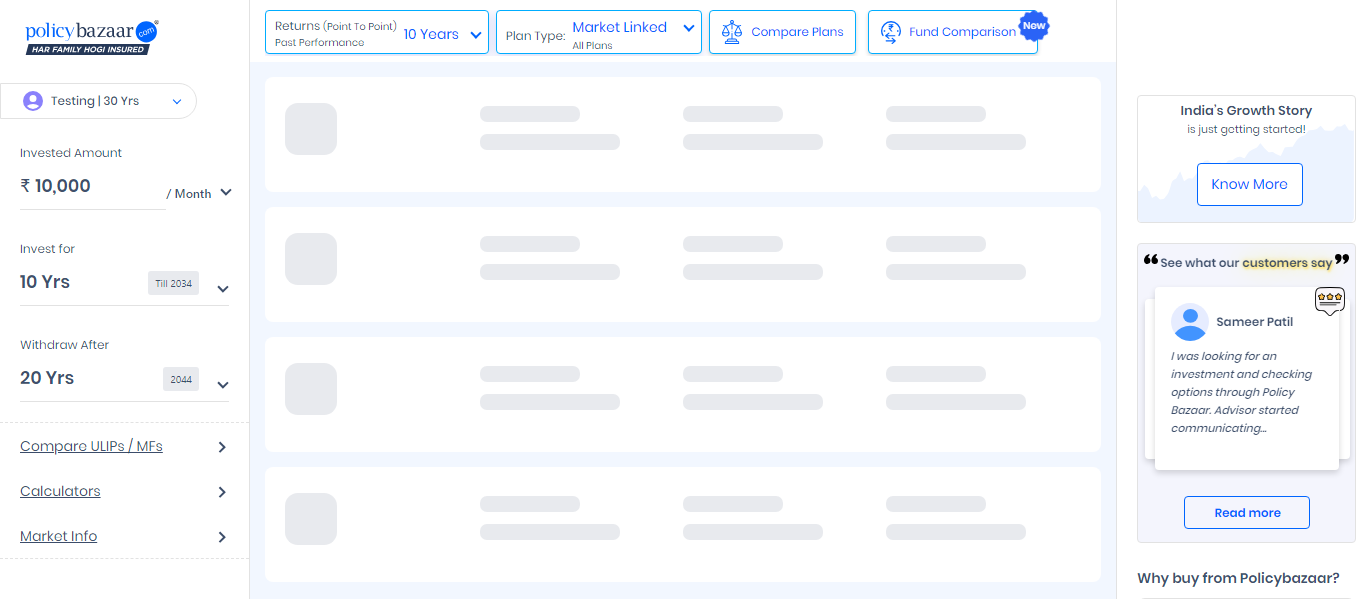 policybazaar.com
HAR FAMILY HOGI INSURED
Testing | 30 Yrs
Invested Amount
₹ 10,000
/ Month
Invest for
10 Yrs
Till 2034
Withdraw After
20 Yrs
2044
Compare ULIPs / MFs
Calculators
Market Info
Returns (Point To Point)
Past Performance
10 Years
Plan Type:
Market Linked
All Plans
Compare Plans
Fund Comparison
New
India's Growth Story
is just getting started!
Know More
“ See what our customers say ”
Sameer Patil
I was looking for an
investment and checking
options through Policy
Bazaar. Advisor started
communicating...
Read more
Why buy from Policybazaar?